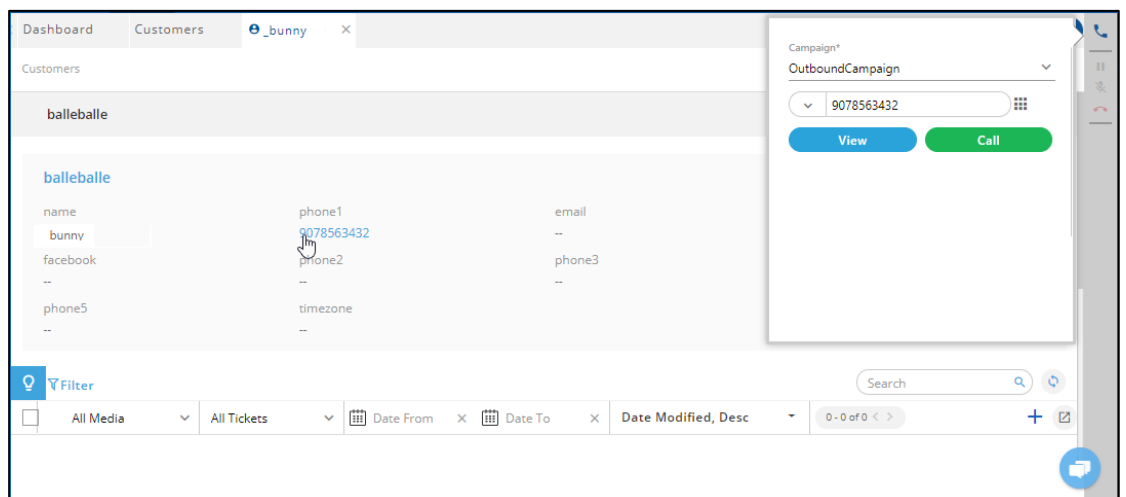 Dashboard Customers _bunny
Customers
balleballe
balleballe
name phone1 email
bunny 9078563432 --
facebook phone2 phone3
-- -- --
phone5 timezone
-- --
Campaign*
OutboundCampaign
9078563432
View Call
Filter Search
All Media All Tickets Date From Date To Date Modified, Desc 0 - 0 of 0